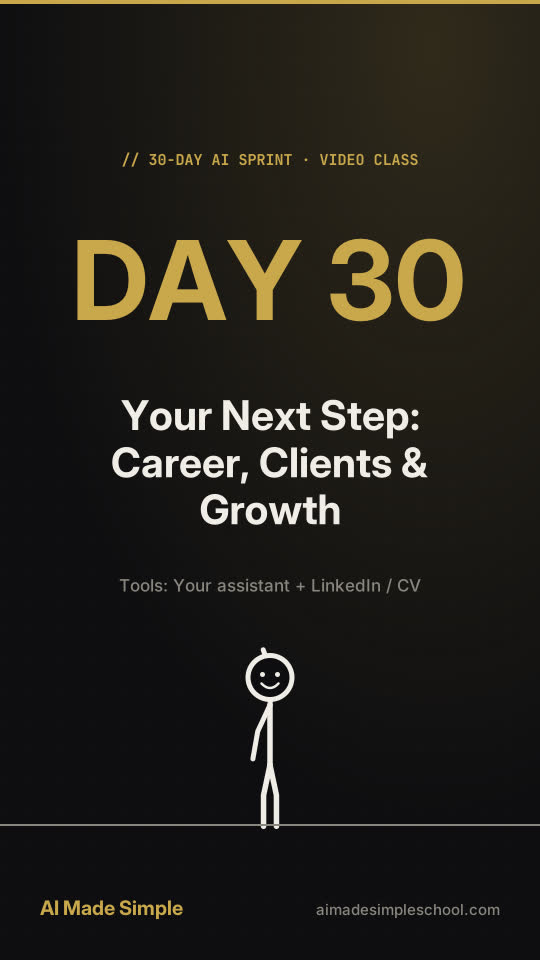 // 30-DAY AI SPRINT · VIDEO CLASS
DAY 30
Your Next Step:
Career, Clients &
Growth
Tools: Your assistant + LinkedIn / CV
AI Made Simple
aimadesimpleschool.com